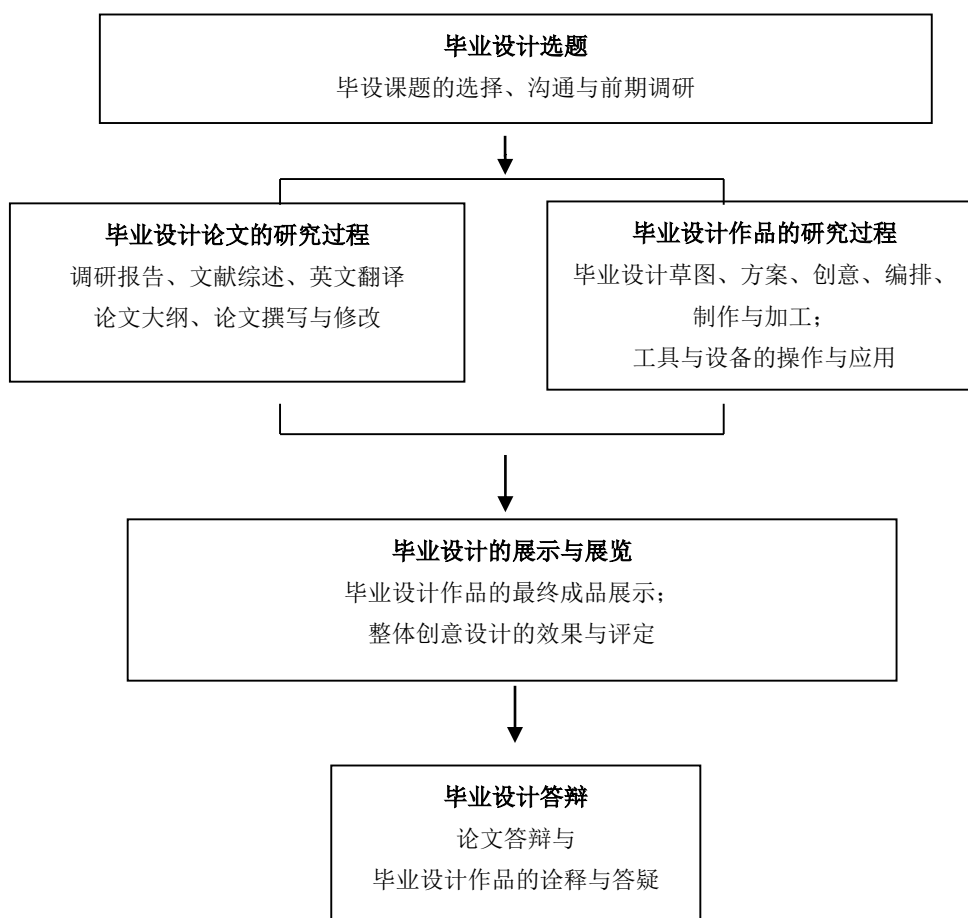 毕业设计选题
毕设课题的选择、沟通与前期调研
毕业设计论文的研究过程
调研报告、文献综述、英文翻译
论文大纲、论文撰写与修改
毕业设计作品的研究过程
毕业设计草图、方案、创意、编排、
制作与加工；
工具与设备的操作与应用
毕业设计的展示与展览
毕业设计作品的最终成品展示；
整体创意设计的效果与评定
毕业设计答辩
论文答辩与
毕业设计作品的诠释与答疑